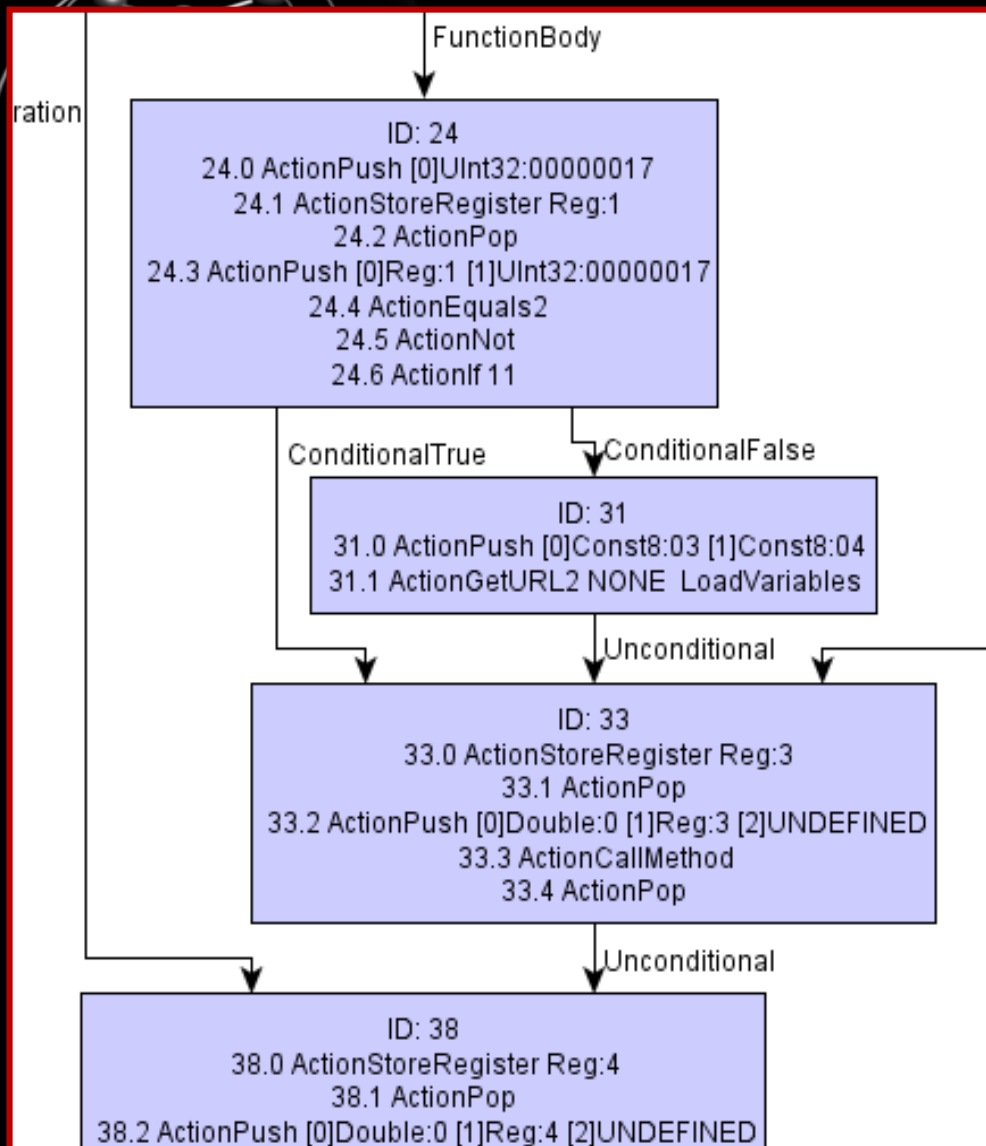 FunctionBody
ration
ID: 24
24.0 ActionPush [0]UInt32:00000017
24.1 ActionStoreRegister Reg:1
24.2 ActionPop
24.3 ActionPush [0]Reg:1 [1]UInt32:00000017
24.4 ActionEquals2
24.5 ActionNot
24.6 ActionIf 11
ConditionalTrue
ConditionalFalse
ID: 31
31.0 ActionPush [0]Const8:03 [1]Const8:04
31.1 ActionGetURL2 NONE LoadVariables
Unconditional
ID: 33
33.0 ActionStoreRegister Reg:3
33.1 ActionPop
33.2 ActionPush [0]Double:0 [1]Reg:3 [2]UNDEFINED
33.3 ActionCallMethod
33.4 ActionPop
Unconditional
ID: 38
38.0 ActionStoreRegister Reg:4
38.1 ActionPop
38.2 ActionPush [0]Double:0 [1]Reg:4 [2]UNDEFINED